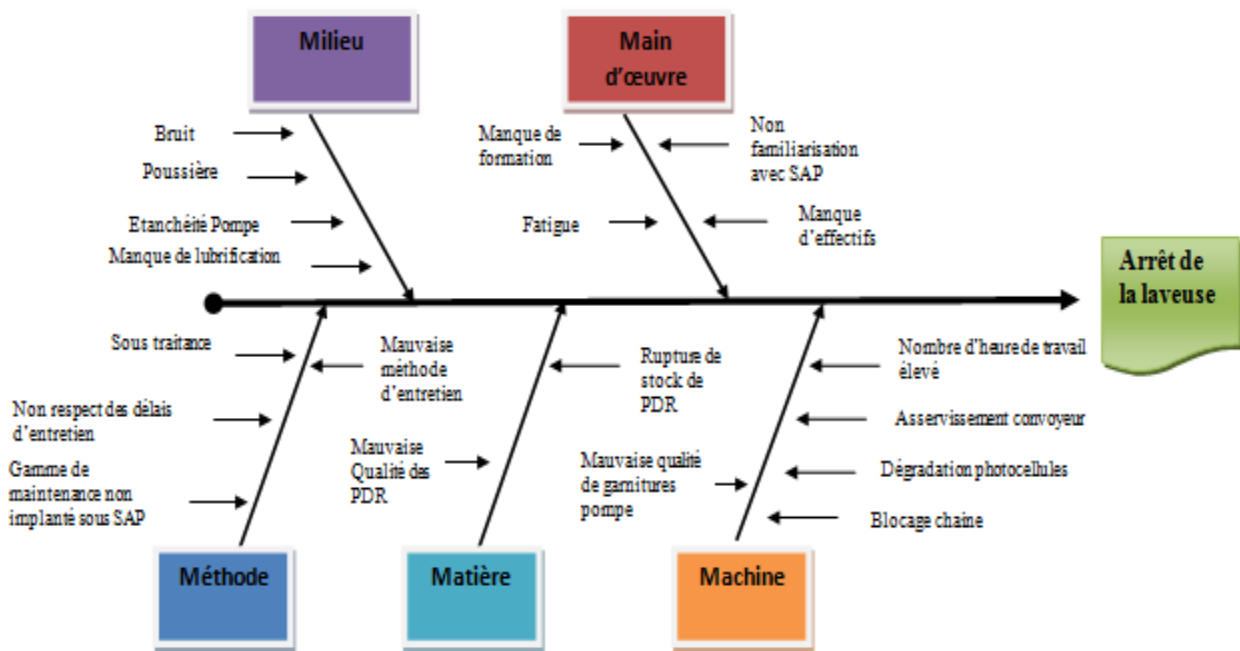 Milieu
Main
d'œuvre
Bruit
Poussière
Etanchéité Pompe
Manque de lubrification
Manque de
formation
Fatigue
Non
familiarisation
avec SAP
Manque
d'effectifs
Arrêt de
la laveuse
Sous traitance
Non respect des délais
d'entretien
Gamme de
maintenance non
implanté sous SAP
Mauvaise
méthode
d'entretien
Mauvaise
Qualité des
PDR
Rupture de
stock de
PDR
Mauvaise qualité
de garnitures
pompe
Nombre d'heure de travail
élevé
Asservissement convoyeur
Dégradation photocellules
Blocage chaine
Méthode
Matière
Machine